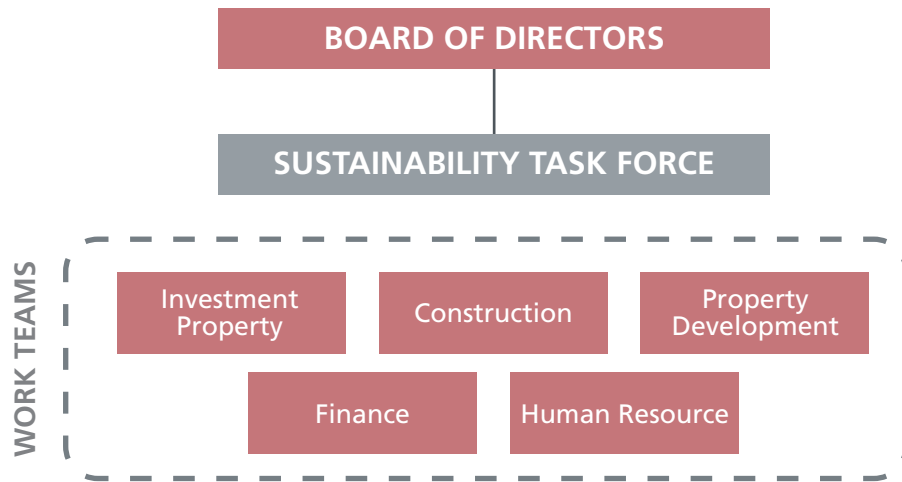 BOARD OF DIRECTORS
SUSTAINABILITY TASK FORCE
WORK TEAMS
Investment
Property
Construction
Property
Development
Finance
Human Resource